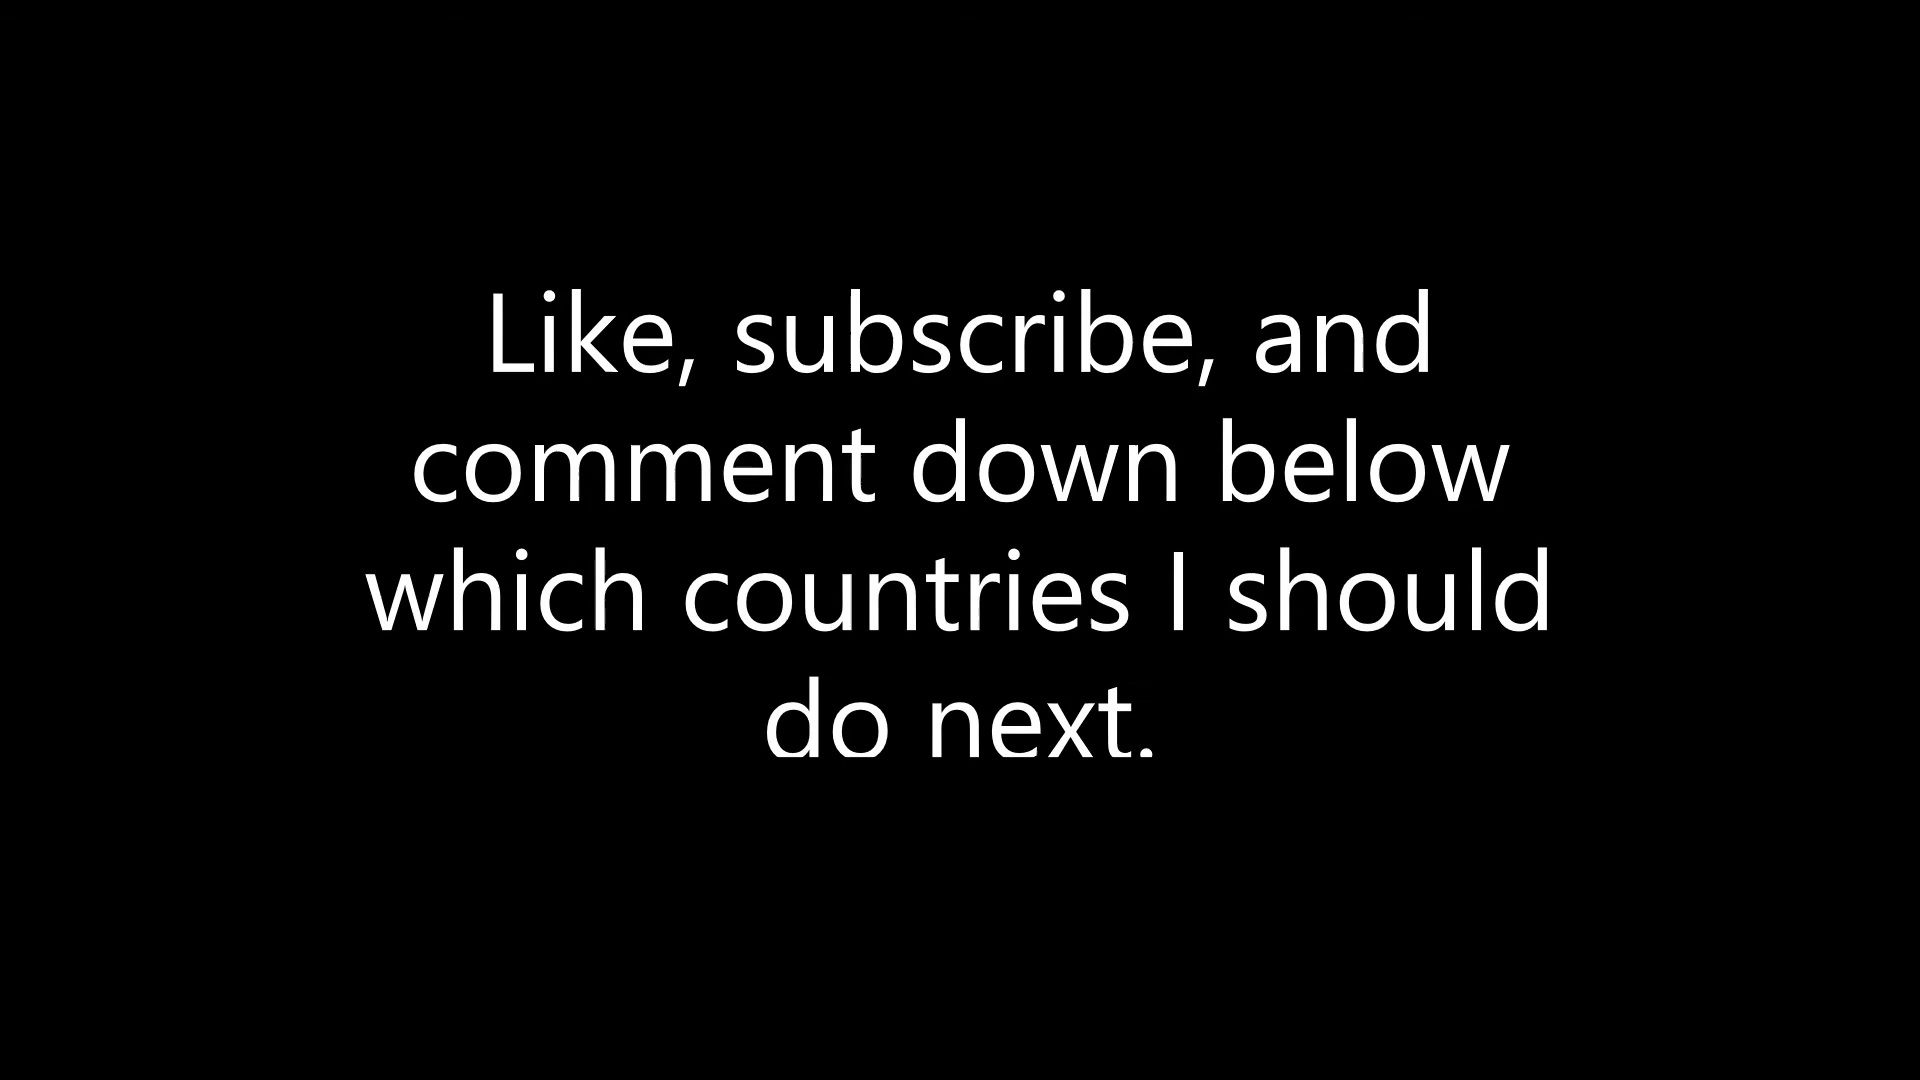 Like, subscribe, and
comment down below
which countries I should
do next.